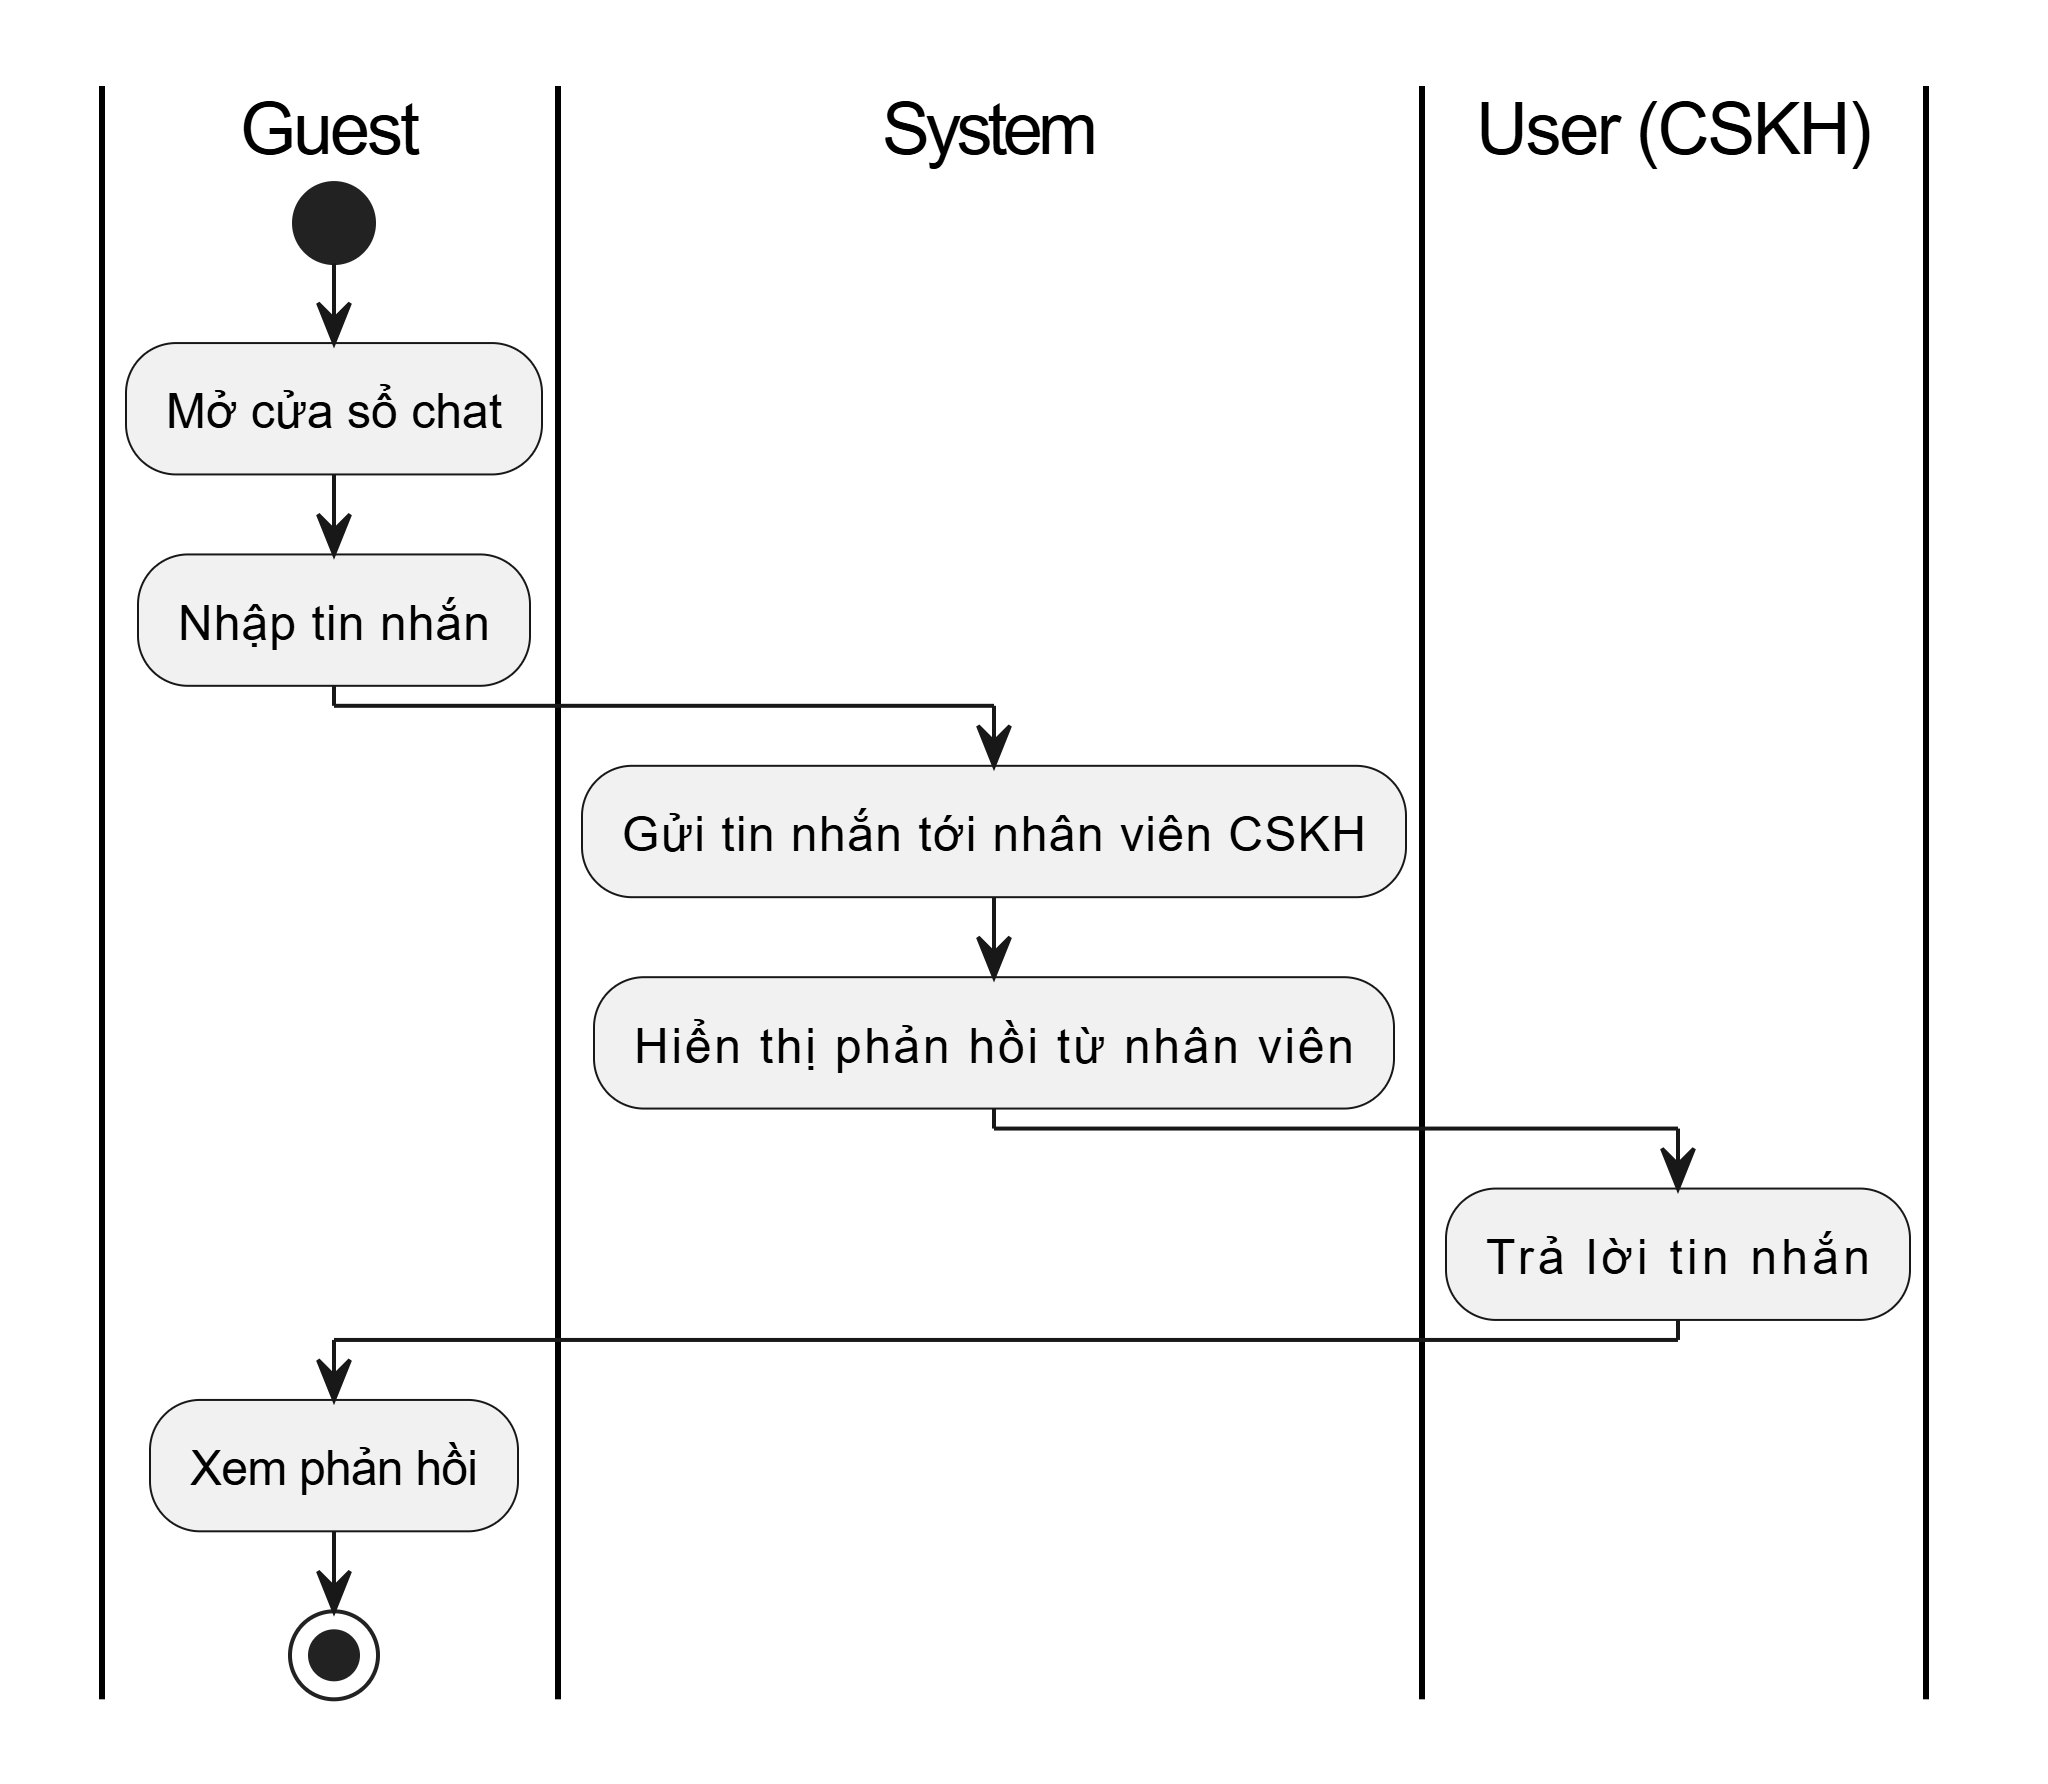 Guest
System
User (CSKH)
Mở cửa sổ chat
Nhập tin nhắn
Gửi tin nhắn tới nhân viên CSKH
Hiển thị phản hồi từ nhân viên
Trả lời tin nhắn
Xem phản hồi